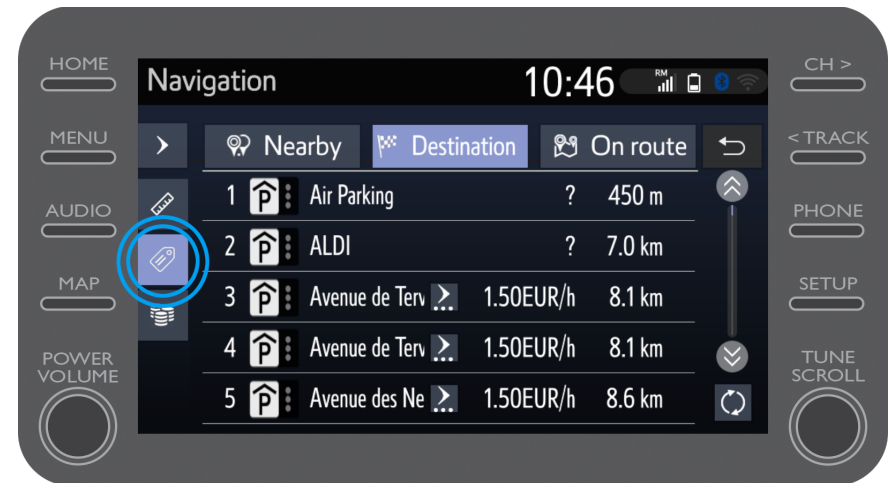 HOME
MENU
AUDIO
MAP
POWER
VOLUME
Navigation 10:46 RM
Nearby Destination On route
1 P Air Parking ? 450 m
2 P ALDI ? 7.0 km
3 P Avenue de Terv 1.50EUR/h 8.1 km
4 P Avenue de Terv 1.50EUR/h 8.1 km
5 P Avenue des Ne 1.50EUR/h 8.6 km
CH >
< TRACK
PHONE
SETUP
TUNE
SCROLL